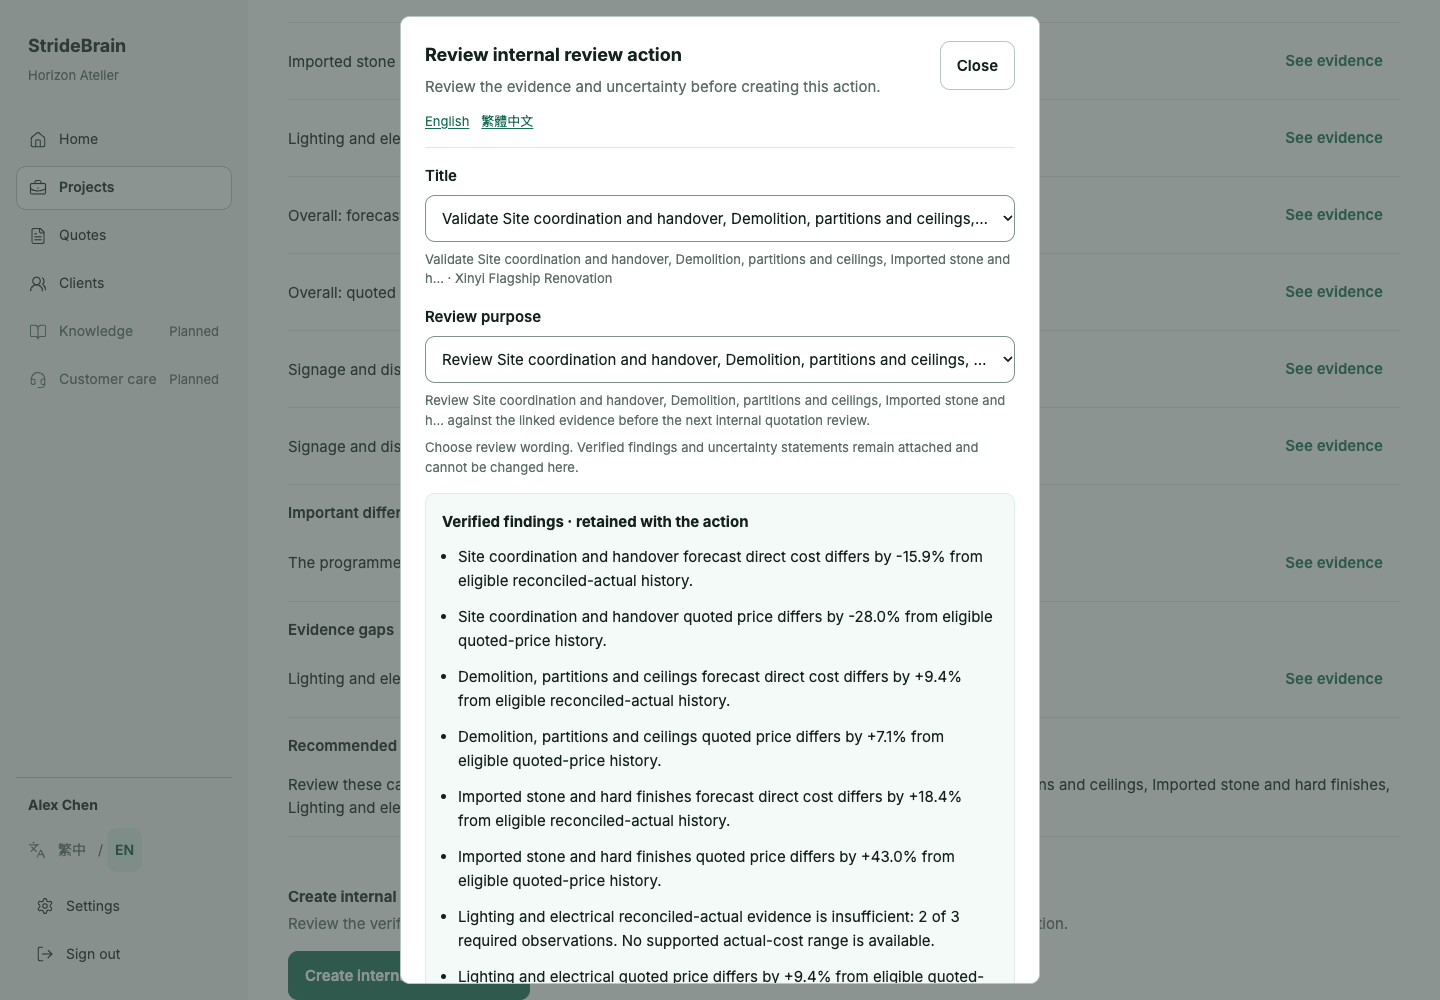 StrideBrain
Horizon Atelier
Home
Projects
Quotes
Clients
Knowledge Planned
Customer care Planned
Alex Chen
繁中 / EN
Settings
Sign out
Imported stone
See evidence
Lighting and ele
See evidence
Overall: forecas
See evidence
Overall: quoted
See evidence
Signage and dis
See evidence
Signage and dis
See evidence
Important differ
The programme
See evidence
Evidence gaps
Lighting and ele
See evidence
Recommended
Review these ca
ns and ceilings, Imported stone and hard finishes,
Lighting and ele
Create internal
Review the verif
tion.
Create intern
Review internal review action
Close
Review the evidence and uncertainty before creating this action.
English 繁體中文
Title
Validate Site coordination and handover, Demolition, partitions and ceilings,...
Validate Site coordination and handover, Demolition, partitions and ceilings, Imported stone and
h... · Xinyi Flagship Renovation
Review purpose
Review Site coordination and handover, Demolition, partitions and ceilings, ...
Review Site coordination and handover, Demolition, partitions and ceilings, Imported stone and
h... against the linked evidence before the next internal quotation review.
Choose review wording. Verified findings and uncertainty statements remain attached and
cannot be changed here.
Verified findings · retained with the action
• Site coordination and handover forecast direct cost differs by -15.9% from
eligible reconciled-actual history.
• Site coordination and handover quoted price differs by -28.0% from eligible
quoted-price history.
• Demolition, partitions and ceilings forecast direct cost differs by +9.4%
from eligible reconciled-actual history.
• Demolition, partitions and ceilings quoted price differs by +7.1% from
eligible quoted-price history.
• Imported stone and hard finishes forecast direct cost differs by +18.4%
from eligible reconciled-actual history.
• Imported stone and hard finishes quoted price differs by +43.0% from
eligible quoted-price history.
• Lighting and electrical reconciled-actual evidence is insufficient: 2 of 3
required observations. No supported actual-cost range is available.
• Lighting and electrical quoted price differs by +9.4% from eligible quoted-